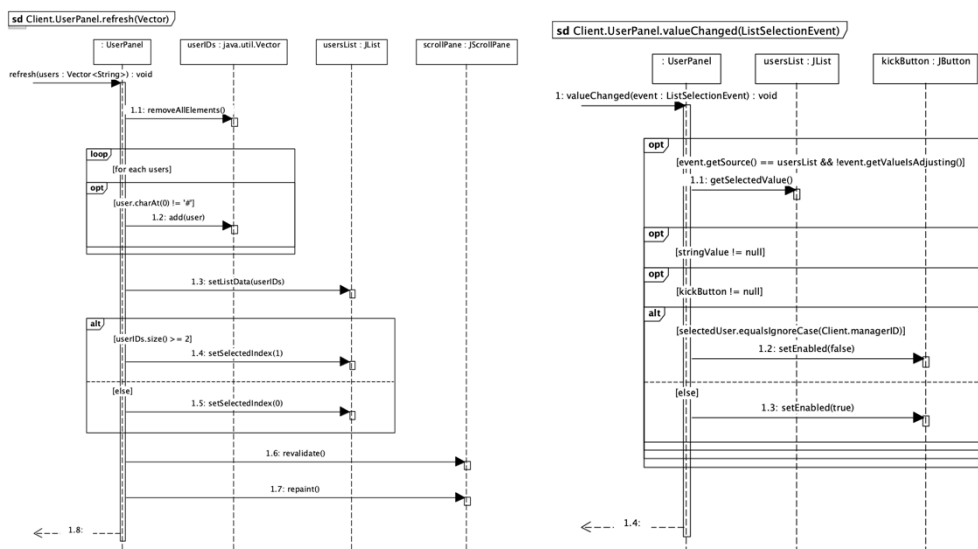 sd Client.UserPanel.refresh(Vector)
: UserPanel
userIDs : java.util.Vector
usersList : JList
scrollPane : JScrollPane
refresh(users : Vector<String>) : void
1.1: removeAllElements()
loop
[for each users]
opt
[user.charAt(0) != '#']
1.2: add(user)
1.3: setListData(userIDs)
alt
[userIDs.size() >= 2]
1.4: setSelectedIndex(1)
[else]
1.5: setSelectedIndex(0)
1.6: revalidate()
1.7: repaint()
1.8:
sd Client.UserPanel.valueChanged(ListSelectionEvent)
: UserPanel
usersList : JList
kickButton : JButton
1: valueChanged(event : ListSelectionEvent) : void
opt
[event.getSource() == usersList && !event.getValueIsAdjusting()]
1.1: getSelectedValue()
opt
[stringValue != null]
opt
[kickButton != null]
alt
[selectedUser.equalsIgnoreCase(Client.managerID)]
1.2: setEnabled(false)
[else]
1.3: setEnabled(true)
1.4: